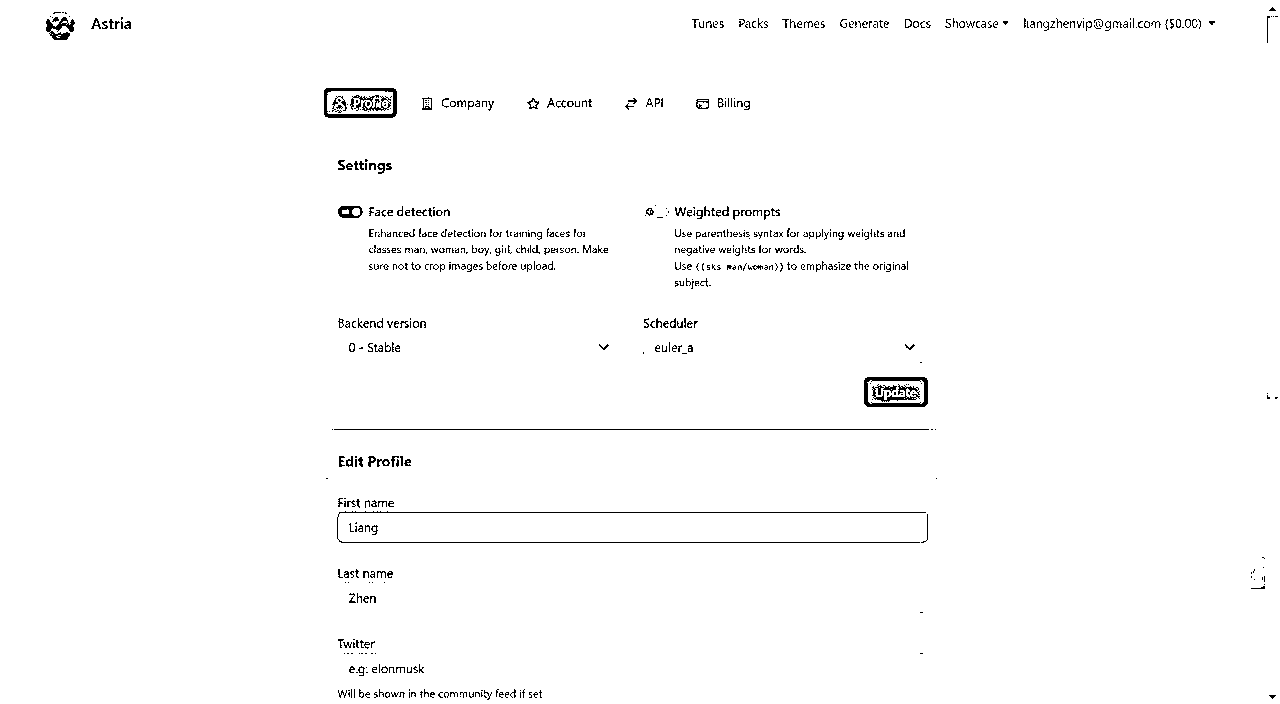 Astria
Tunes Packs Themes Generate Docs Showcase liangzhenvip@gmail.com ($0.00)
Profile Company Account API Billing
Settings
Face detection
Enhanced face detection for training faces for
classes man, woman, boy, girl, child, person. Make
sure not to crop images before upload.
Weighted prompts
Use parenthesis syntax for applying weights and
negative weights for words.
Use ((sks man/woman)) to emphasize the original
subject.
Backend version
0 - Stable
Scheduler
euler_a
Update
Edit Profile
First name
Liang
Last name
Zhen
Twitter
e.g: elonmusk
Will be shown in the community feed if set